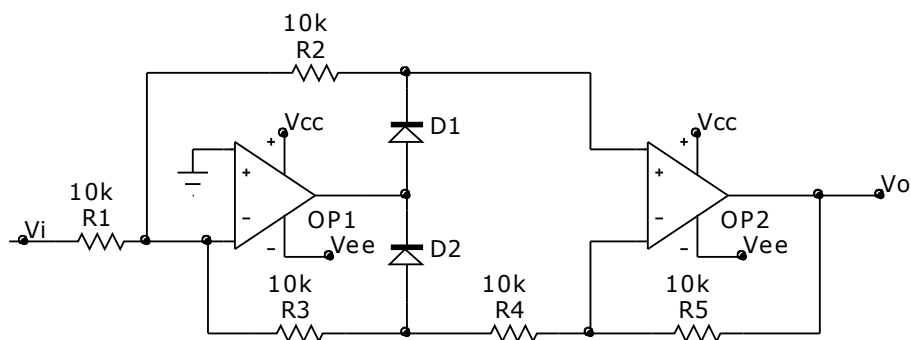 10k
R2
Vcc
+
D1
Vcc
+
+
+
10k
R1
Vi
-
OP1
-
Vee
D2
Vo
-
OP2
-
Vee
10k
R3
10k
R4
10k
R5